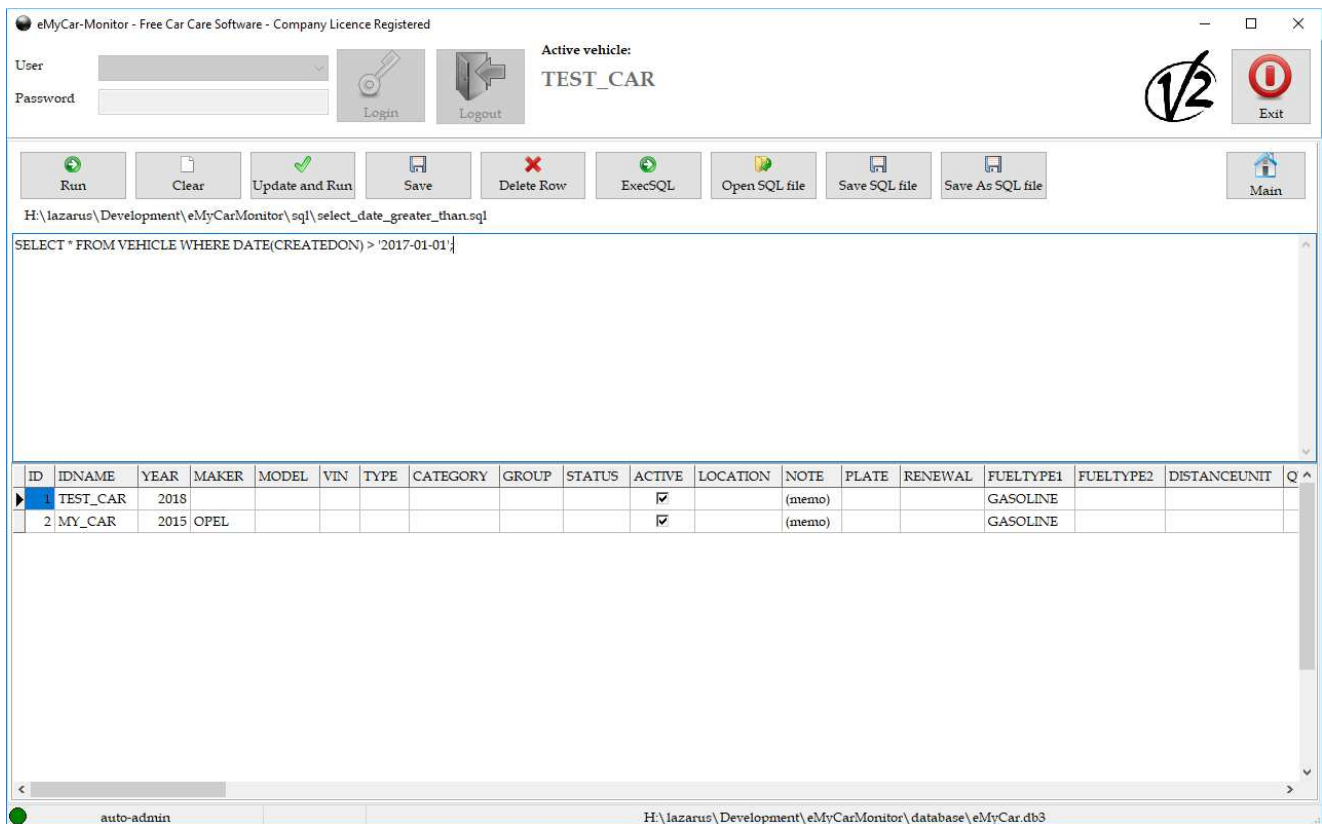 eMyCar-Monitor - Free Car Care Software - Company Licence Registered
User
Password
Login
Logout
Active vehicle:
TEST_CAR
V2
Exit
Run
Clear
Update and Run
Save
Delete Row
ExecSQL
Open SQL file
Save SQL file
Save As SQL file
Main
H:\lazarus\Development\eMyCarMonitor\sql\select_date_greater_than.sql
SELECT * FROM VEHICLE WHERE DATE(CREATEDON) > '2017-01-01';
ID IDNAME YEAR MAKER MODEL VIN TYPE CATEGORY GROUP STATUS ACTIVE LOCATION NOTE PLATE RENEWAL FUELTYPE1 FUELTYPE2 DISTANCEUNIT
1 TEST_CAR 2018 (memo) GASOLINE
2 MY_CAR 2015 OPEL (memo) GASOLINE
auto-admin H:\lazarus\Development\eMyCarMonitor\database\eMyCar.db3